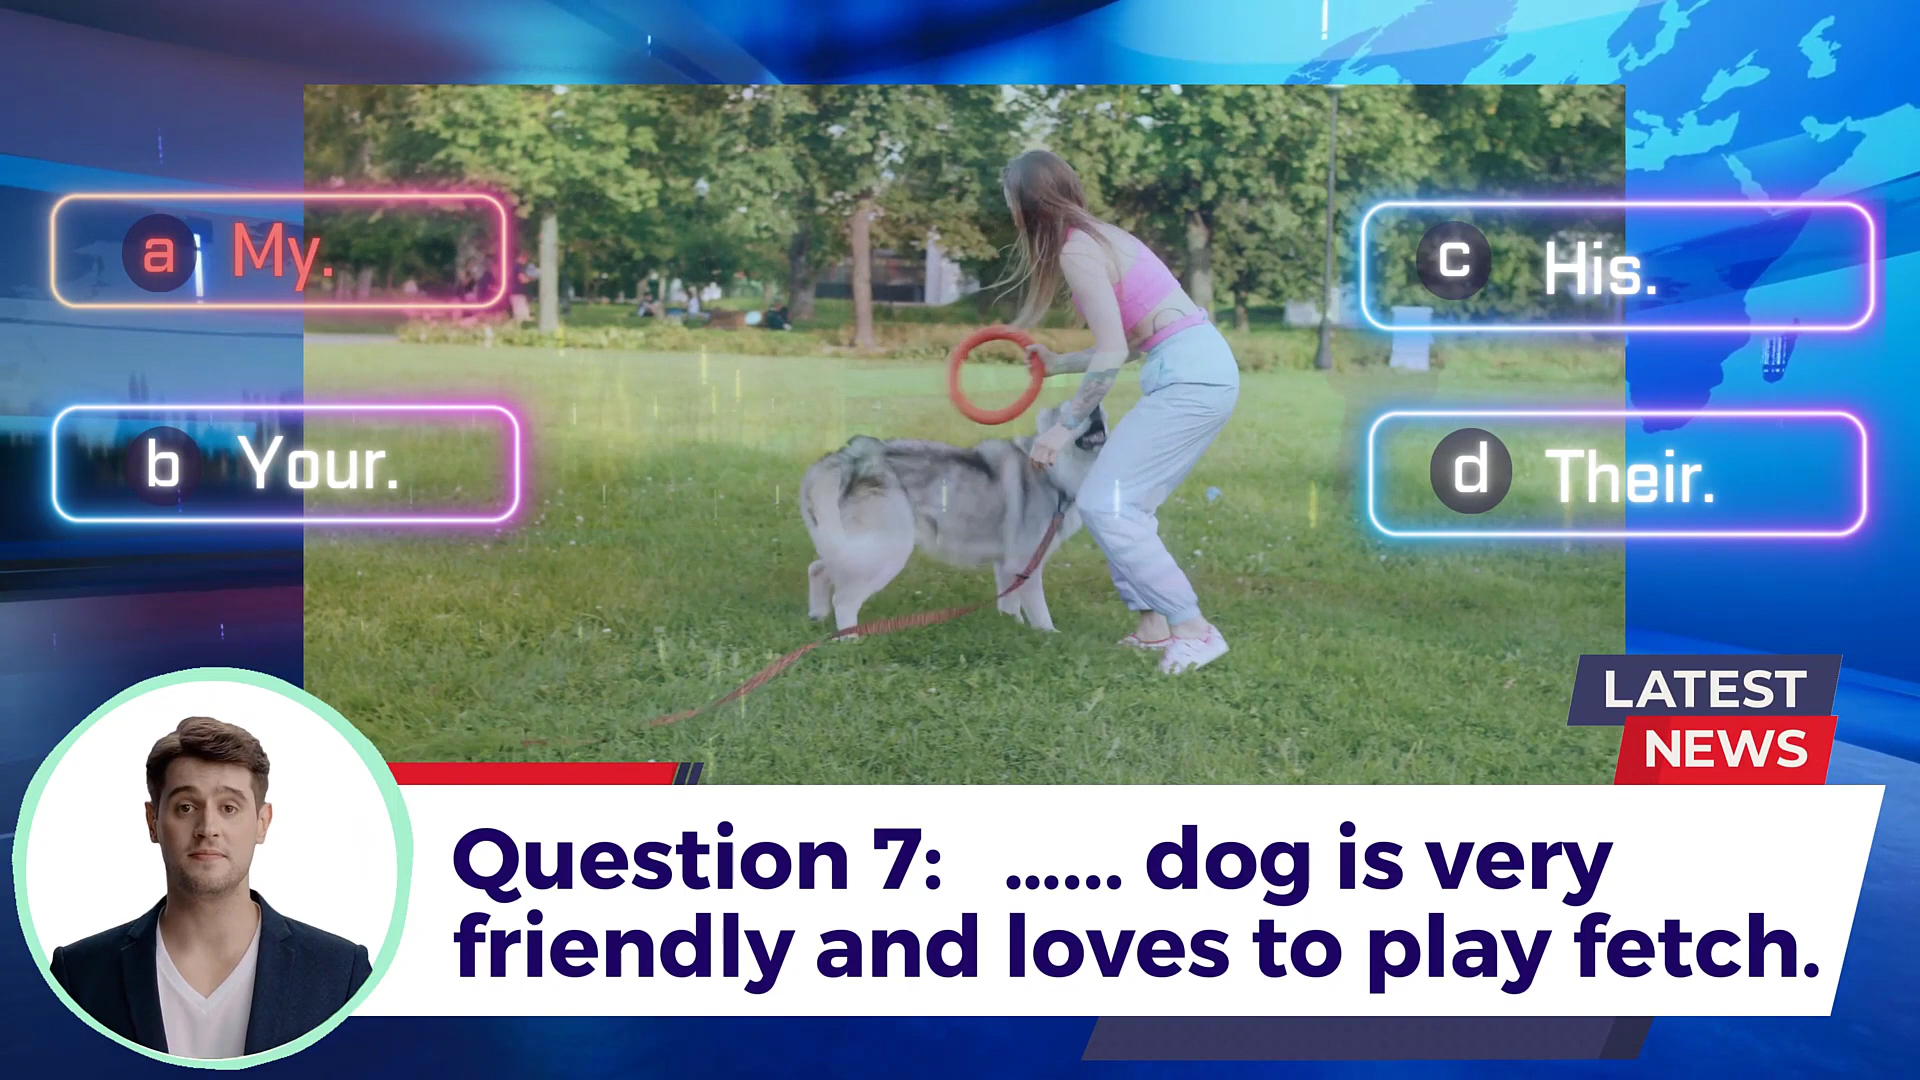 a My.
b Your.
c His.
d Their.
LATEST
NEWS
Question 7: ...... dog is very
friendly and loves to play fetch.